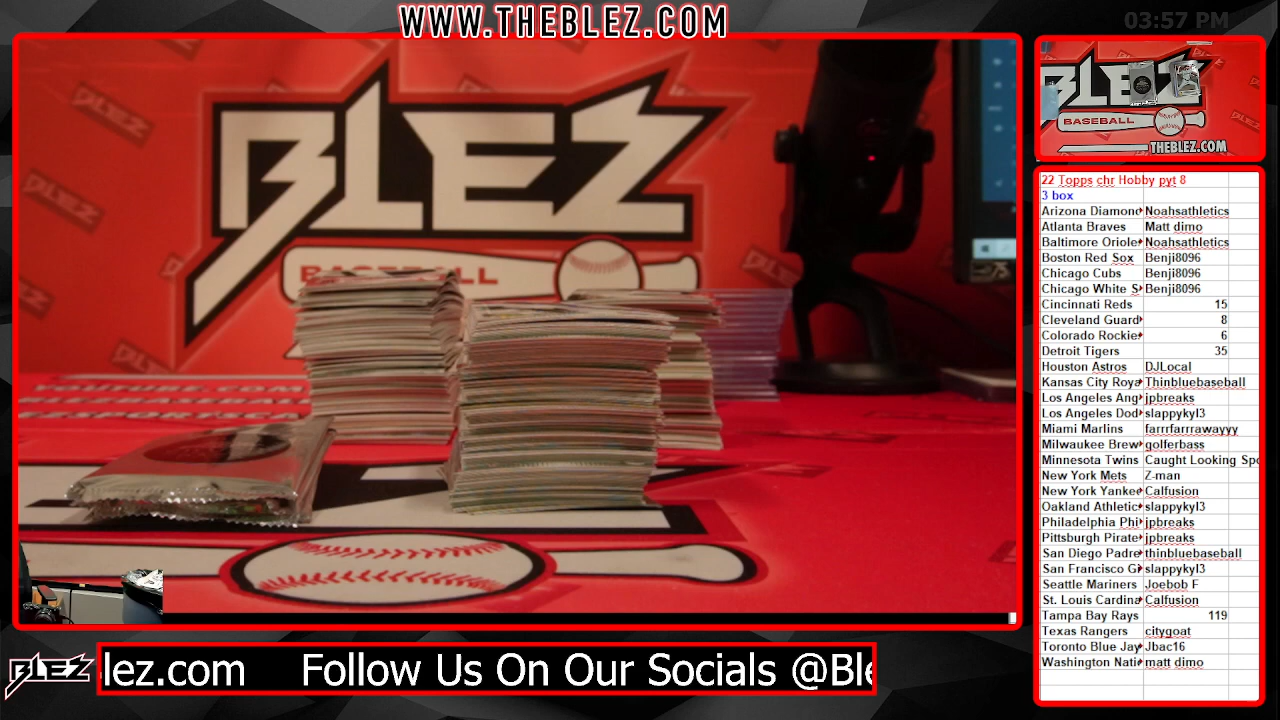 WWW.THEBLEZ.COM
03:57 PM
BLEZ
BASEBALL
YOUTUBE.COM
BLEZ
BASEBALL
THEBLEZ.COM
22 Topps chr Hobby pyt 8
3 box
Arizona Diamon Noahsathletics
Atlanta Braves Matt dimo
Baltimore Oriole Noahsathletics
Boston Red Sox Benji8096
Chicago Cubs Benji8096
Chicago White S Benji8096
Cincinnati Reds 15
Cleveland Guard 8
Colorado Rockie 6
Detroit Tigers 35
Houston Astros DJLocal
Kansas City Roya Thinbluebaseball
Los Angeles Ang jpbreaks
Los Angeles Dod slappykyl3
Miami Marlins farrrfarrrawayyy
Milwaukee Brew golferbass
Minnesota Twins Caught Looking Spo
New York Mets Z-man
New York Yankee Calfusion
Oakland Athletic slappykyl3
Philadelphia Phi jpbreaks
Pittsburgh Pirate jpbreaks
San Diego Padre thinbluebaseball
San Francisco Gi slappykyl3
Seattle Mariners Joebob F
St. Louis Cardina Calfusion
Tampa Bay Rays 119
Texas Rangers citygoat
Toronto Blue Jay Jbac16
Washington Nati matt dimo
BLEZ
lez.com Follow Us On Our Socials @Ble